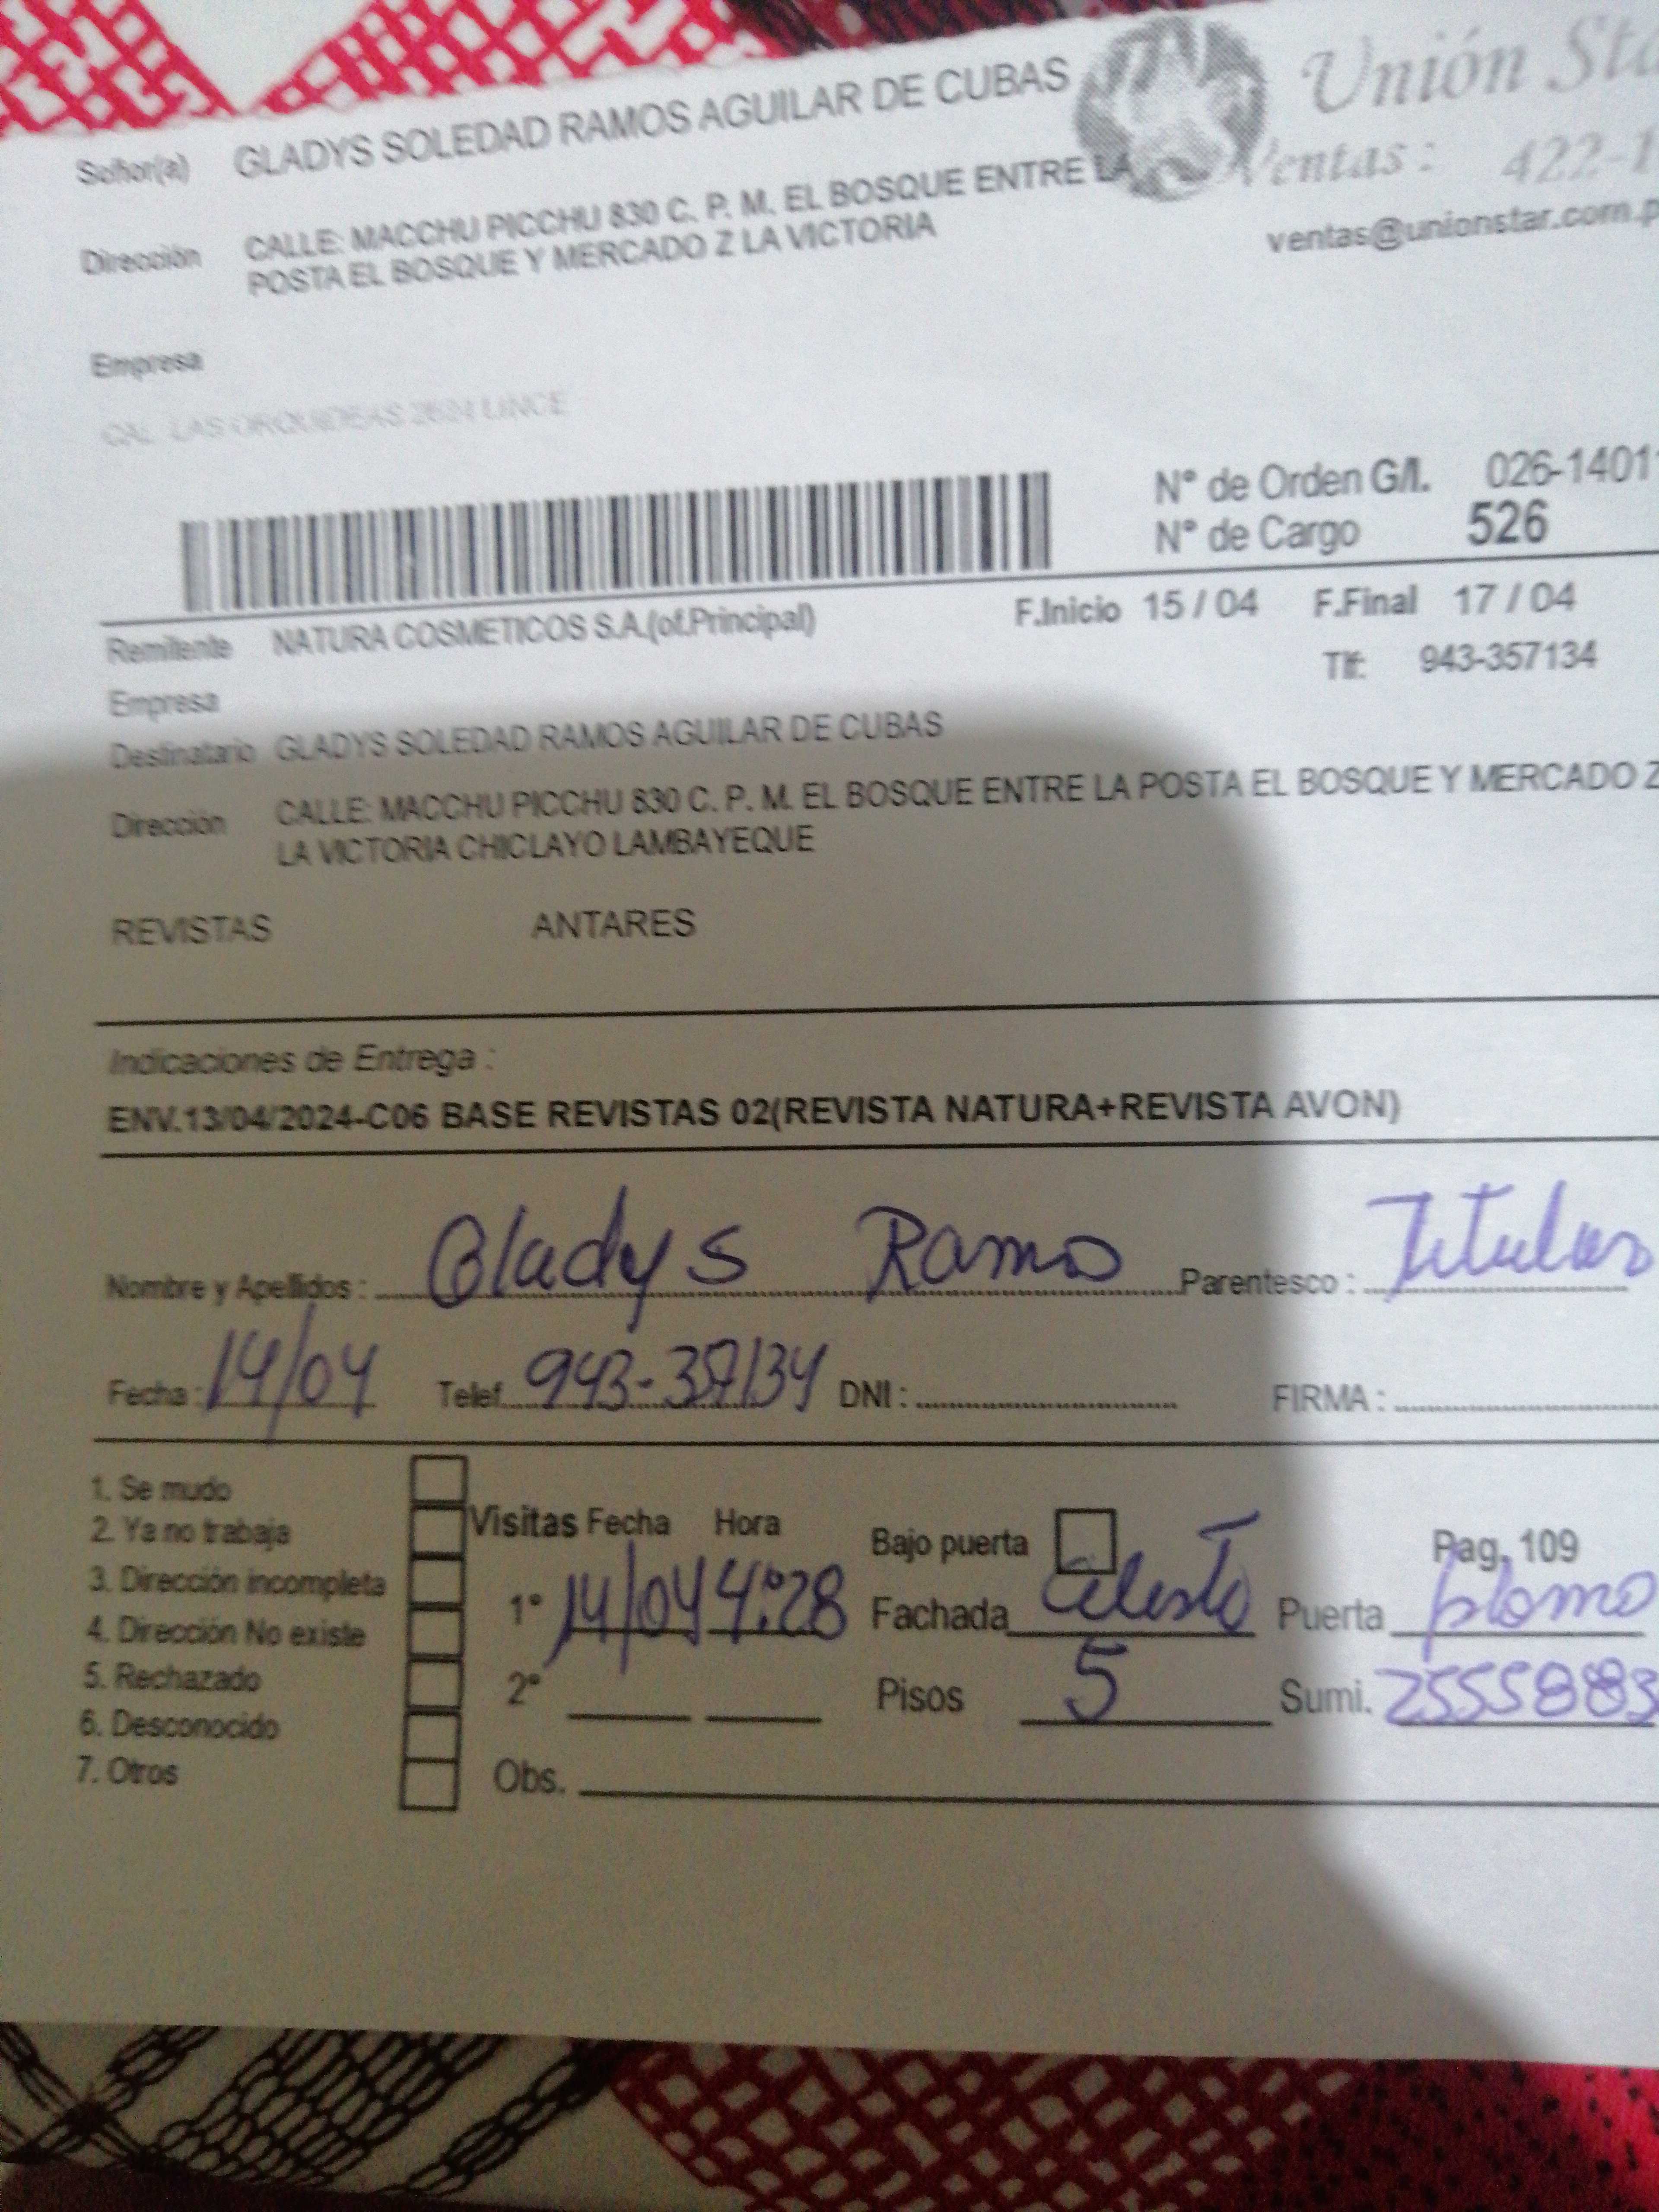 Señor(a) GLADYS SOLEDAD RAMOS AGUILAR DE CUBAS
Unión Sta
Ventas : 422-1
ventas@unionstar.com.p
Dirección CALLE: MACCHU PICCHU 830 C. P. M. EL BOSQUE ENTRE LA
POSTA EL BOSQUE Y MERCADO Z LA VICTORIA
Empresa
CAL LAS ORQUIDEAS 2624 LINCE
N° de Orden G/I. 026-1401
N° de Cargo 526
F.Inicio 15 / 04 F.Final 17 / 04
Remitente NATURA COSMETICOS S.A.(of.Principal)
Tlf: 943-357134
Empresa
Destinatario GLADYS SOLEDAD RAMOS AGUILAR DE CUBAS
Dirección CALLE: MACCHU PICCHU 830 C. P. M. EL BOSQUE ENTRE LA POSTA EL BOSQUE Y MERCADO Z
LA VICTORIA CHICLAYO LAMBAYEQUE
REVISTAS ANTARES
Indicaciones de Entrega :
ENV.13/04/2024-C06 BASE REVISTAS 02(REVISTA NATURA+REVISTA AVON)
Nombre y Apellidos : Gladys Ramos Parentesco : Titular
Fecha : 14/04 Telef. 943-357134 DNI : FIRMA :
1. Se mudo
2. Ya no trabaja
3. Dirección incompleta
4. Dirección No existe
5. Rechazado
6. Desconocido
7. Otros
Visitas Fecha Hora
1° 14/04 4:28
2°
Obs.
Bajo puerta Pag. 109
Fachada Celeste Puerta plomo
Pisos 5 Sumi. 25558883